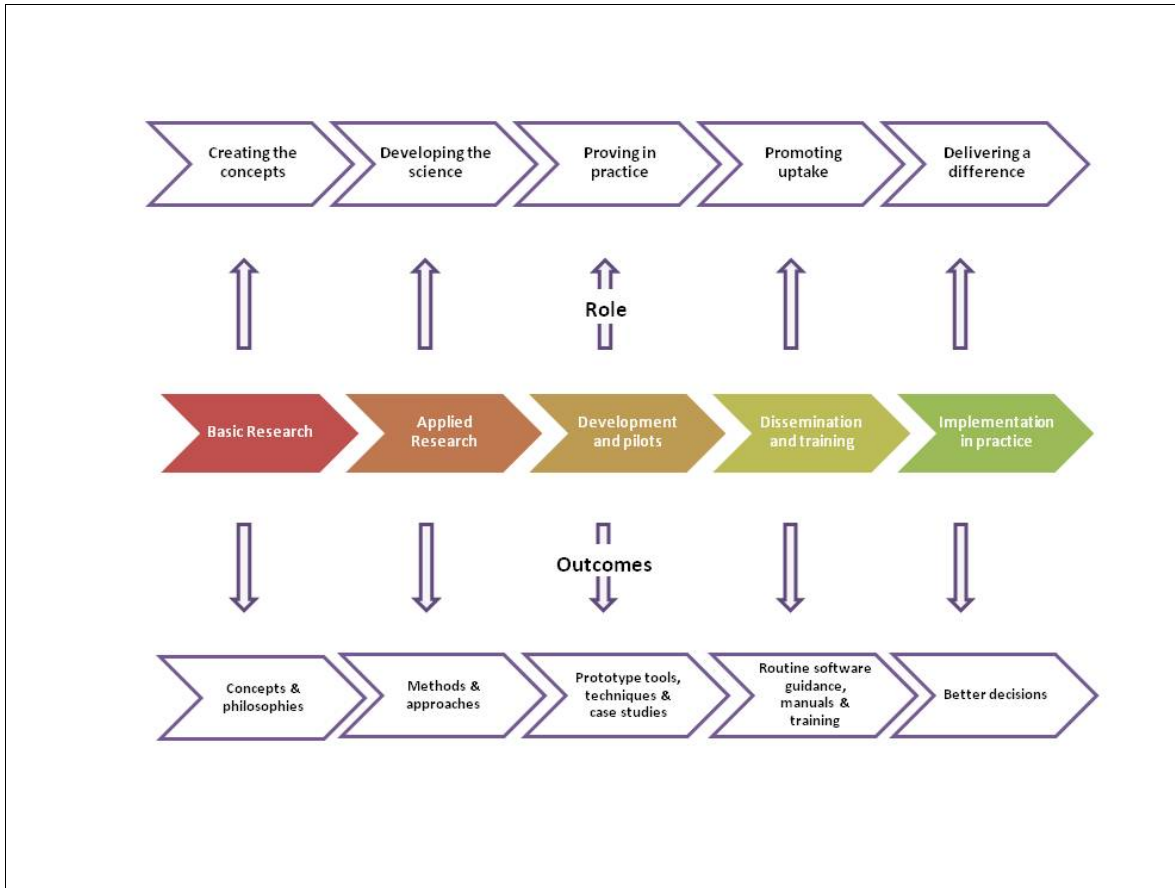 Creating the
concepts
Developing the
science
Proving in
practice
Promoting
uptake
Delivering a
difference
Role
Basic Research
Applied
Research
Development
and pilots
Dissemination
and training
Implementation
in practice
Outcomes
Concepts &
philosophies
Methods &
approaches
Prototype tools,
techniques &
case studies
Routine software
guidance,
manuals &
training
Better decisions